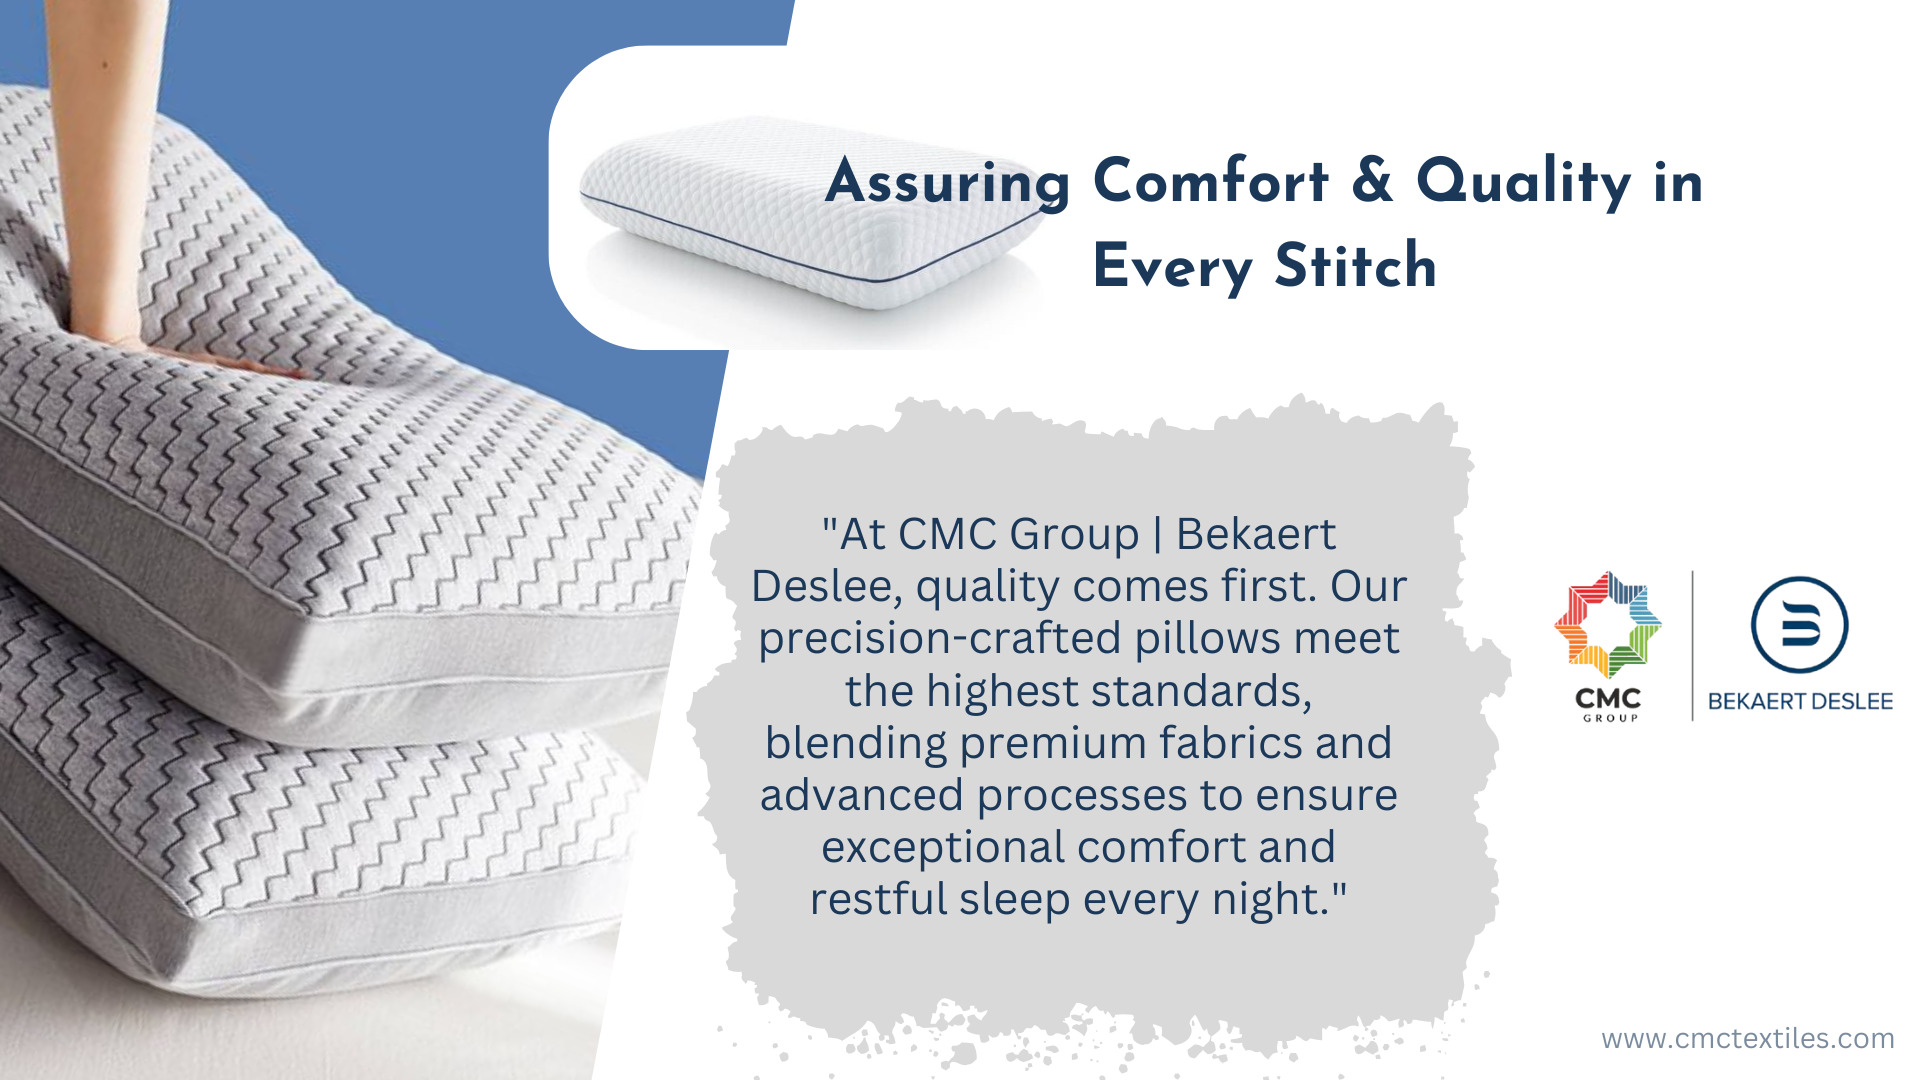 Assuring Comfort & Quality in
Every Stitch
"At CMC Group | Bekaert
Deslee, quality comes first. Our
precision-crafted pillows meet
the highest standards,
blending premium fabrics and
advanced processes to ensure
exceptional comfort and
restful sleep every night."
CMC
GROUP
BEKAERT DESLEE
www.cmctextiles.com